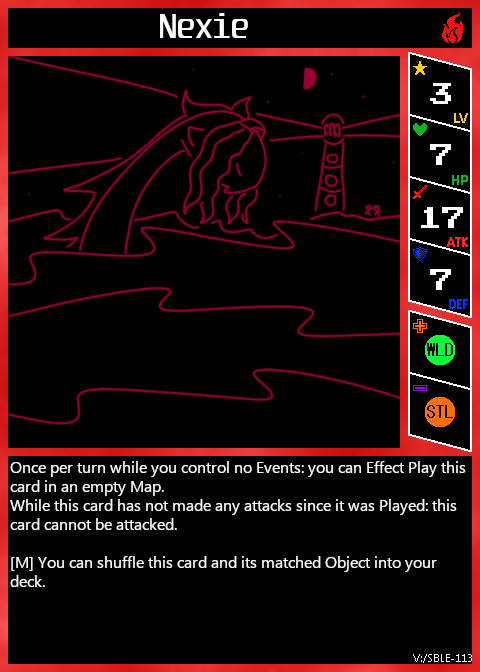 Nexie
3
LV
7
HP
17
ATK
7
DEF
WLD
STL
m
Once per turn while you control no Events: you can Effect Play this
card in an empty Map.
While this card has not made any attacks since it was Played: this
card cannot be attacked.
[M] You can shuffle this card and its matched Object into your
deck.
V:/SBLE-113